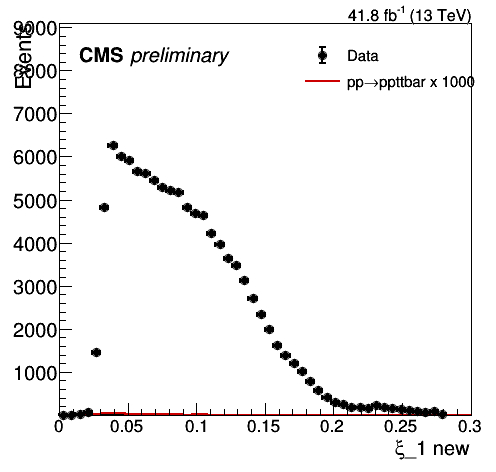 41.8 fb⁻¹ (13 TeV)
Events
CMS preliminary
Data
pp→ppttbar x 1000
9000
8000
7000
6000
5000
4000
3000
2000
1000
0 0.05 0.1 0.15 0.2 0.25 0.3
ξ_1 new